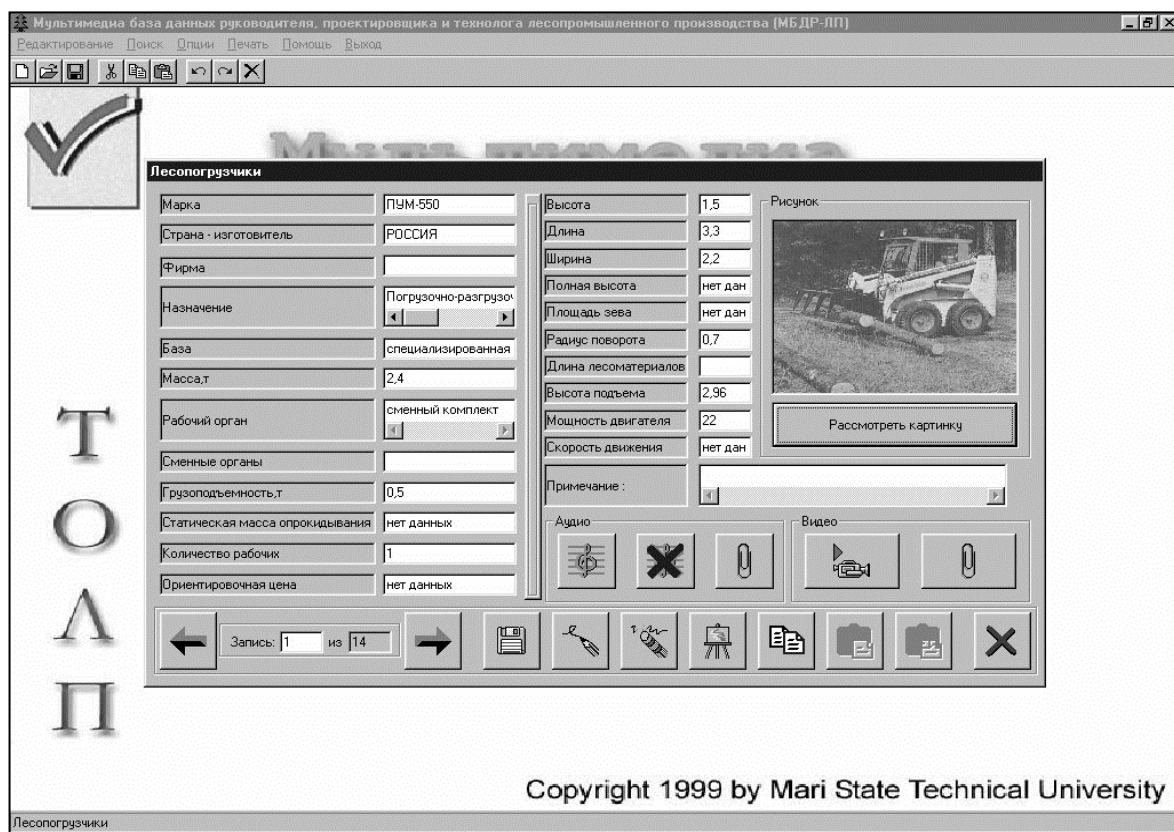 Мультимедиа база данных руководителя, проектировщика и технолога лесопромышленного производства (МБДР-ЛП)
Редактирование Поиск Опции Печать Помощь Выход
Мультимедиа
Лесопогрузчики
Марка ПУМ-550
Страна - изготовитель РОССИЯ
Фирма
Назначение Погрузочно-разгрузоч
База специализированная
Масса,т 2,4
Рабочий орган сменный комплект
Сменные органы
Грузоподъемность,т 0,5
Статическая масса опрокидывания нет данных
Количество рабочих 1
Ориентировочная цена нет данных
Высота 1,5
Длина 3,3
Ширина 2,2
Полная высота нет дан
Площадь зева нет дан
Радиус поворота 0,7
Длина лесоматериалов
Высота подъема 2,96
Мощность двигателя 22
Скорость движения нет дан
Примечание :
Рисунок
Рассмотреть картинку
Аудио
Видео
Запись: 1 из 14
Т
О
Л
П
Copyright 1999 by Mari State Technical University
Лесопогрузчики